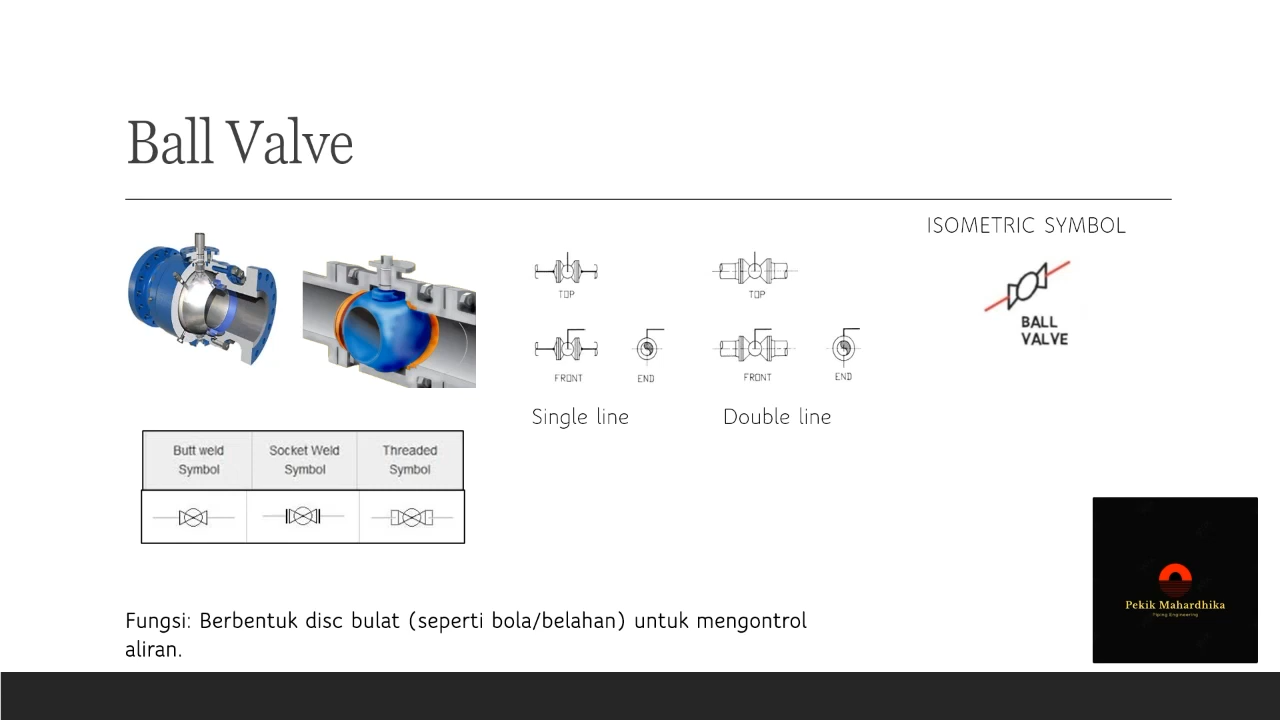 Ball Valve
ISOMETRIC SYMBOL
BALL
VALVE
TOP
TOP
FRONT
END
FRONT
END
Single line
Double line
Butt weld
Symbol
Socket Weld
Symbol
Threaded
Symbol
Fungsi: Berbentuk disc bulat (seperti bola/belahan) untuk mengontrol
aliran.
Pekik Mahardhika
Piping Engineering